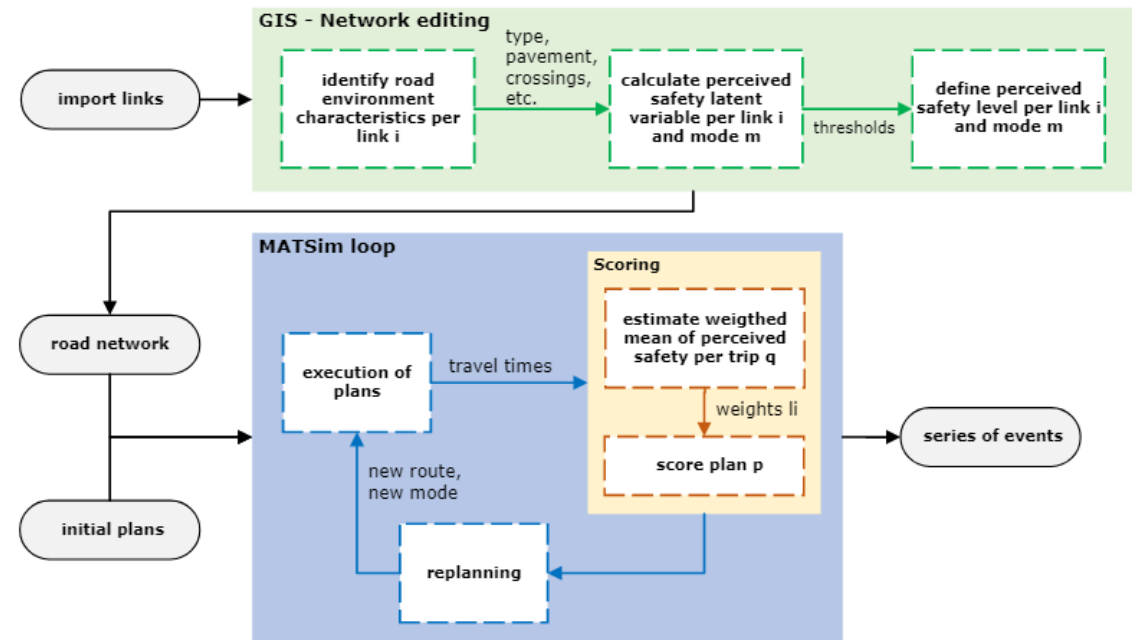 GIS - Network editing
import links
identify road
environment
characteristics per
link i
type,
pavement,
crossings,
etc.
calculate perceived
safety latent
variable per link i
and mode m
thresholds
define perceived
safety level per link i
and mode m
MATSim loop
road network
initial plans
execution of
plans
travel times
Scoring
estimate weigthed
mean of perceived
safety per trip q
weights li
score plan p
new route,
new mode
replanning
series of events